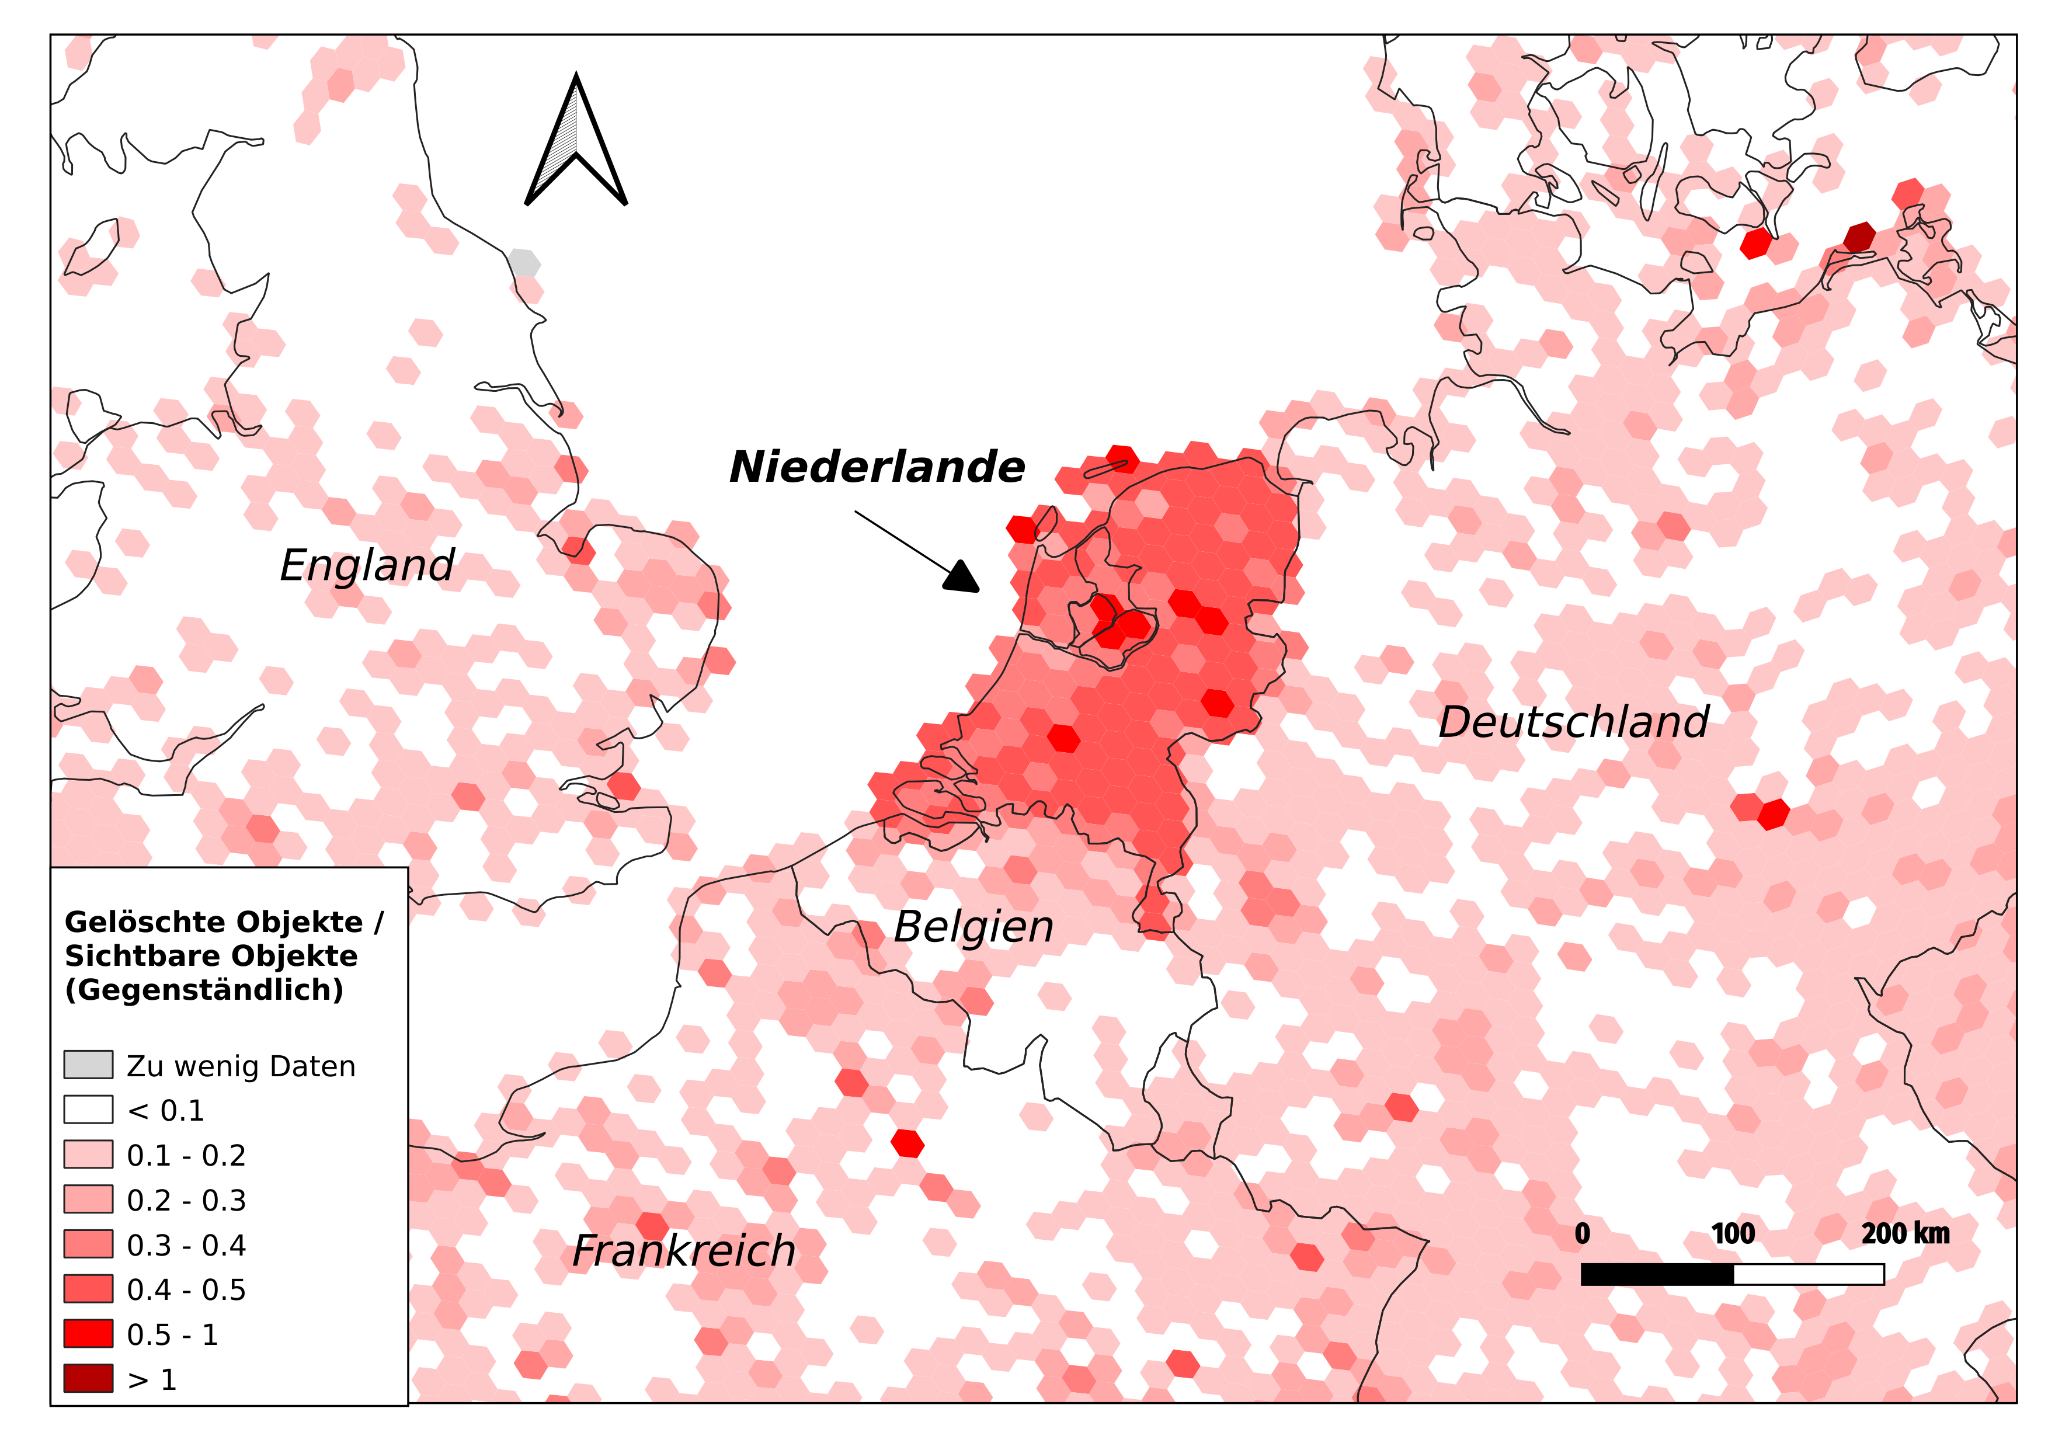 Niederlande
England
Deutschland
Belgien
Frankreich
Gelöschte Objekte /
Sichtbare Objekte
(Gegenständlich)
Zu wenig Daten
< 0.1
0.1 - 0.2
0.2 - 0.3
0.3 - 0.4
0.4 - 0.5
0.5 - 1
> 1
0 100 200 km